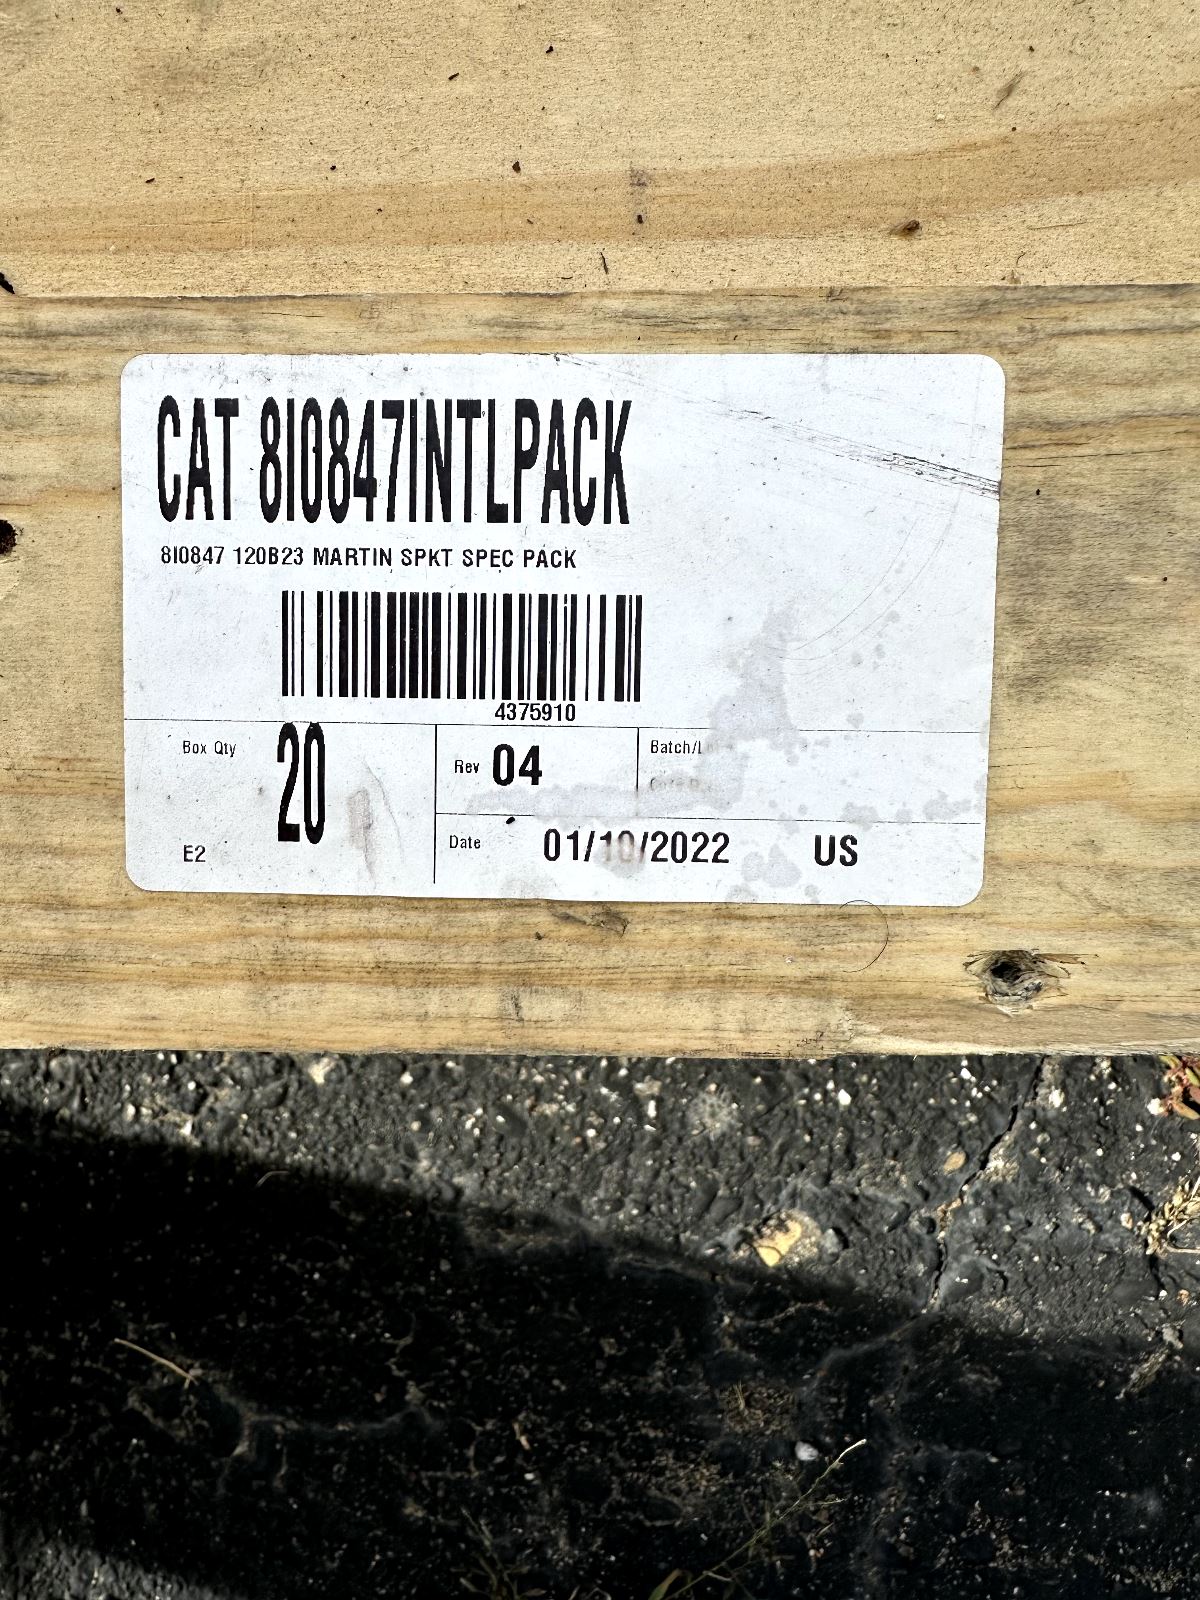 CAT 8I0847INTLPACK
8I0847 120B23 MARTIN SPKT SPEC PACK
4375910
Box Qty 20
Rev 04
Batch/L
E2
Date 01/10/2022 US